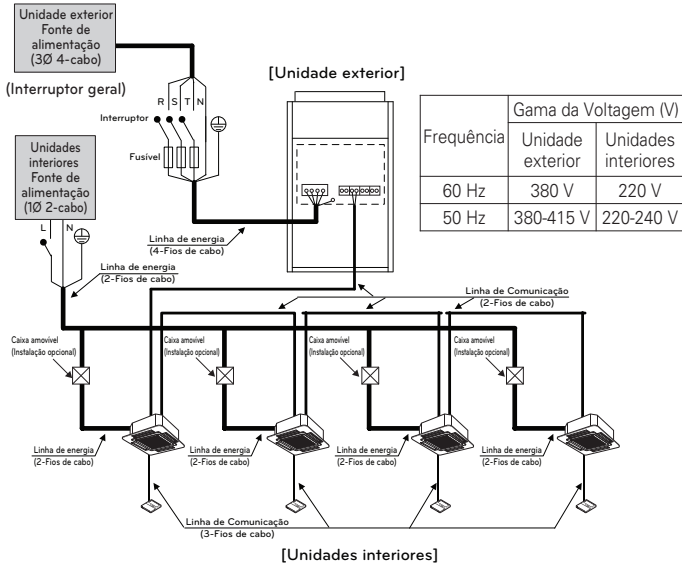 Unidade exterior
Fonte de
alimentação
(3Ø 4-cabo)
(Interruptor geral)
R S T N
Interruptor
Fusível
[Unidade exterior]
Gama da Voltagem (V)
Frequência
Unidade
exterior
Unidades
interiores
60 Hz 380 V 220 V
50 Hz 380-415 V 220-240 V
Unidades
interiores
Fonte de
alimentação
(1Ø 2-cabo)
L N
Linha de energia
(4-Fios de cabo)
Linha de energia
(2-Fios de cabo)
Linha de Comunicação
(2-Fios de cabo)
Caixa amovível
(Instalação opcional)
Caixa amovível
(Instalação opcional)
Caixa amovível
(Instalação opcional)
Caixa amovível
(Instalação opcional)
Linha de energia
(2-Fios de cabo)
Linha de energia
(2-Fios de cabo)
Linha de energia
(2-Fios de cabo)
Linha de energia
(2-Fios de cabo)
Linha de Comunicação
(3-Fios de cabo)
[Unidades interiores]